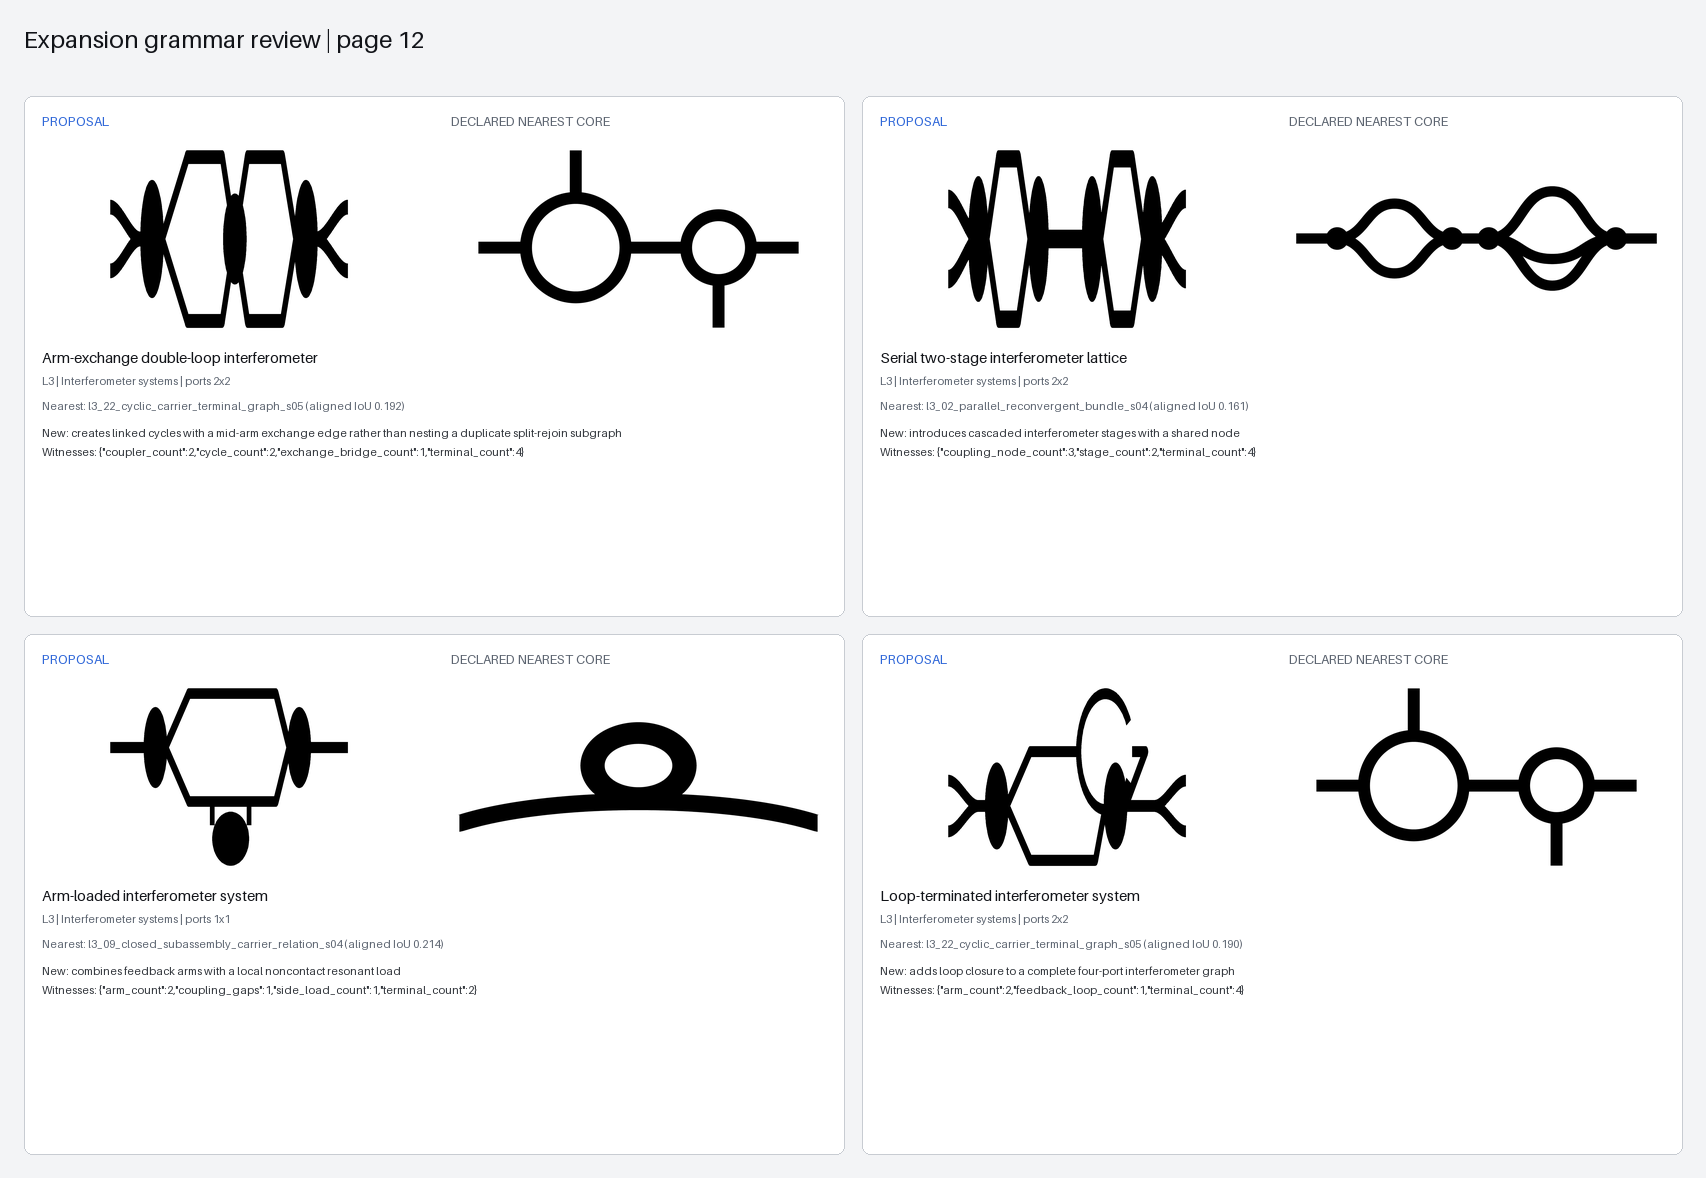 Expansion grammar review | page 12
PROPOSAL
DECLARED NEAREST CORE
Arm-exchange double-loop interferometer
L3 | Interferometer systems | ports 2x2
Nearest: l3_22_cyclic_carrier_terminal_graph_s05 (aligned IoU 0.192)
New: creates linked cycles with a mid-arm exchange edge rather than nesting a duplicate split-rejoin subgraph
Witnesses: {"coupler_count":2,"cycle_count":2,"exchange_bridge_count":1,"terminal_count":4}
PROPOSAL
DECLARED NEAREST CORE
Serial two-stage interferometer lattice
L3 | Interferometer systems | ports 2x2
Nearest: l3_02_parallel_reconvergent_bundle_s04 (aligned IoU 0.161)
New: introduces cascaded interferometer stages with a shared node
Witnesses: {"coupling_node_count":3,"stage_count":2,"terminal_count":4}
PROPOSAL
DECLARED NEAREST CORE
Arm-loaded interferometer system
L3 | Interferometer systems | ports 1x1
Nearest: l3_09_closed_subassembly_carrier_relation_s04 (aligned IoU 0.214)
New: combines feedback arms with a local noncontact resonant load
Witnesses: {"arm_count":2,"coupling_gaps":1,"side_load_count":1,"terminal_count":2}
PROPOSAL
DECLARED NEAREST CORE
Loop-terminated interferometer system
L3 | Interferometer systems | ports 2x2
Nearest: l3_22_cyclic_carrier_terminal_graph_s05 (aligned IoU 0.190)
New: adds loop closure to a complete four-port interferometer graph
Witnesses: {"arm_count":2,"feedback_loop_count":1,"terminal_count":4}